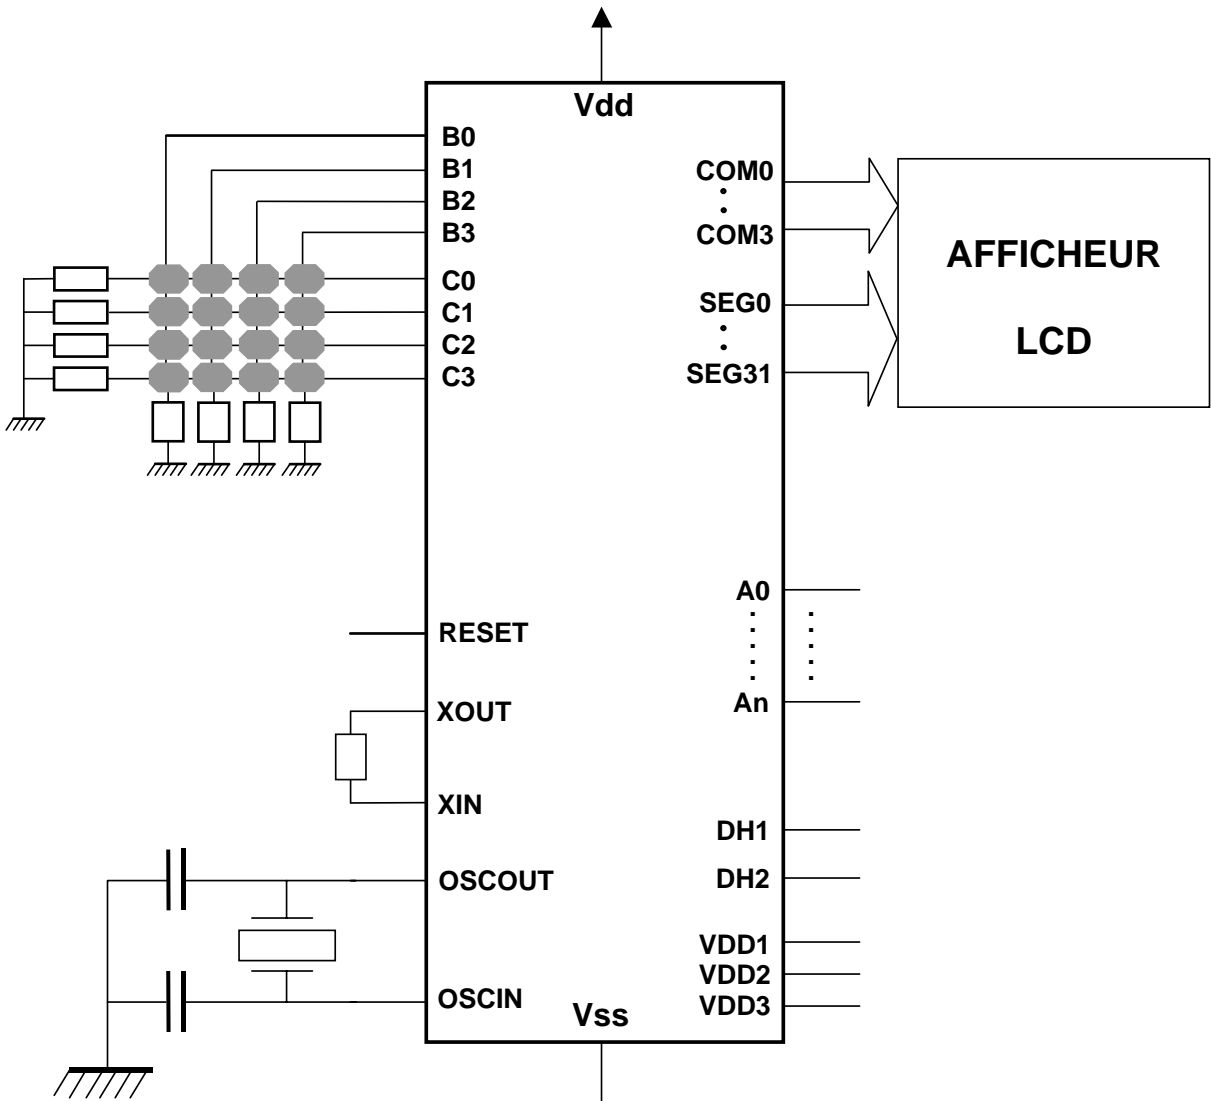 Vdd
B0
B1
B2
B3
C0
C1
C2
C3
RESET
XOUT
XIN
OSCOUT
OSCIN
COM0
COM3
SEG0
SEG31
A0
An
DH1
DH2
VDD1
VDD2
VDD3
Vss
AFFICHEUR
LCD